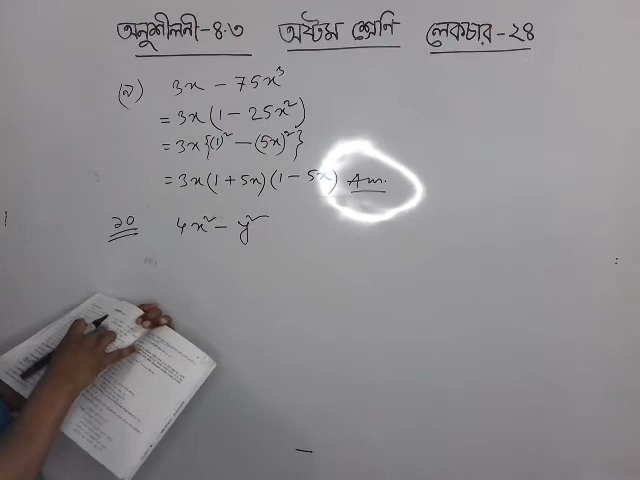 অনুশীলনী-৪.৩ অষ্টম শ্রেণি লেকচার-২৪
(৯) 3x - 75x³
= 3x (1 - 25x²)
= 3x {(1)² - (5x)²}
= 3x (1 + 5x) (1 - 5x) Ans.
১০ 4x² - y²